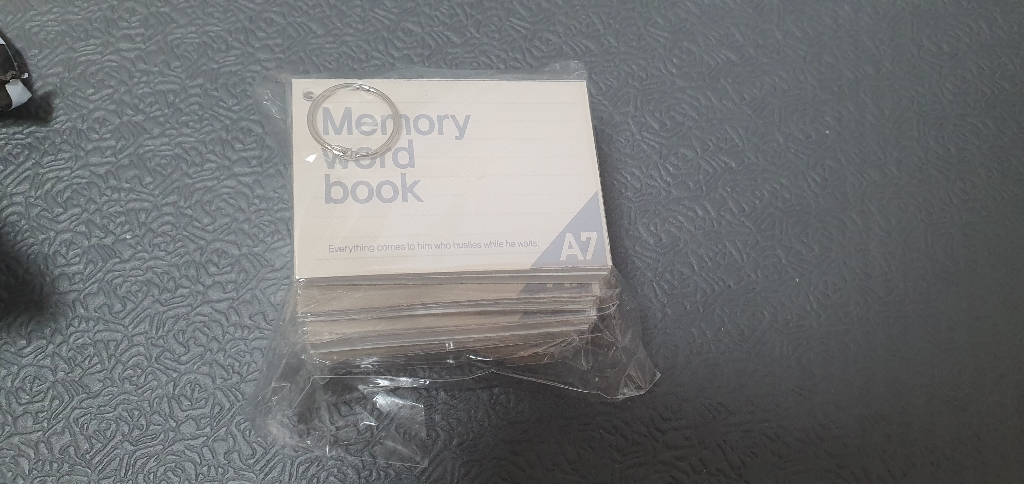 Memory
word
book
Everything comes to him who hustles while he waits.
A7